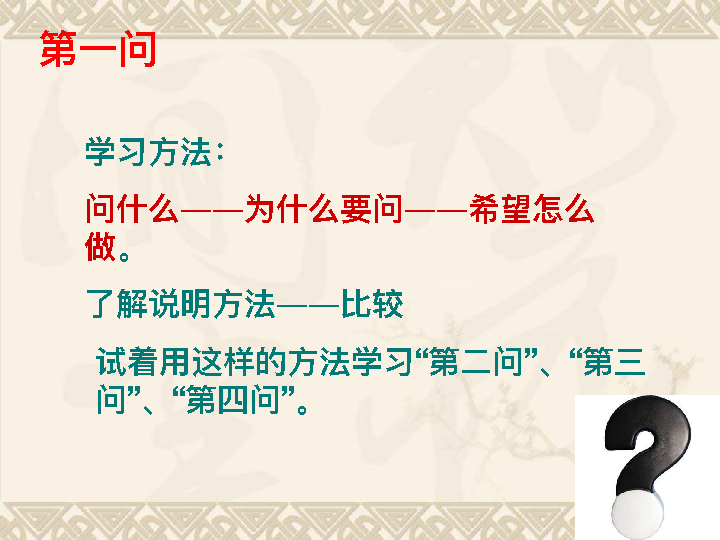 第一问
学习方法：
问什么——为什么要问——希望怎么
做。
了解说明方法——比较
试着用这样的方法学习“第二问”、“第三
问”、“第四问”。